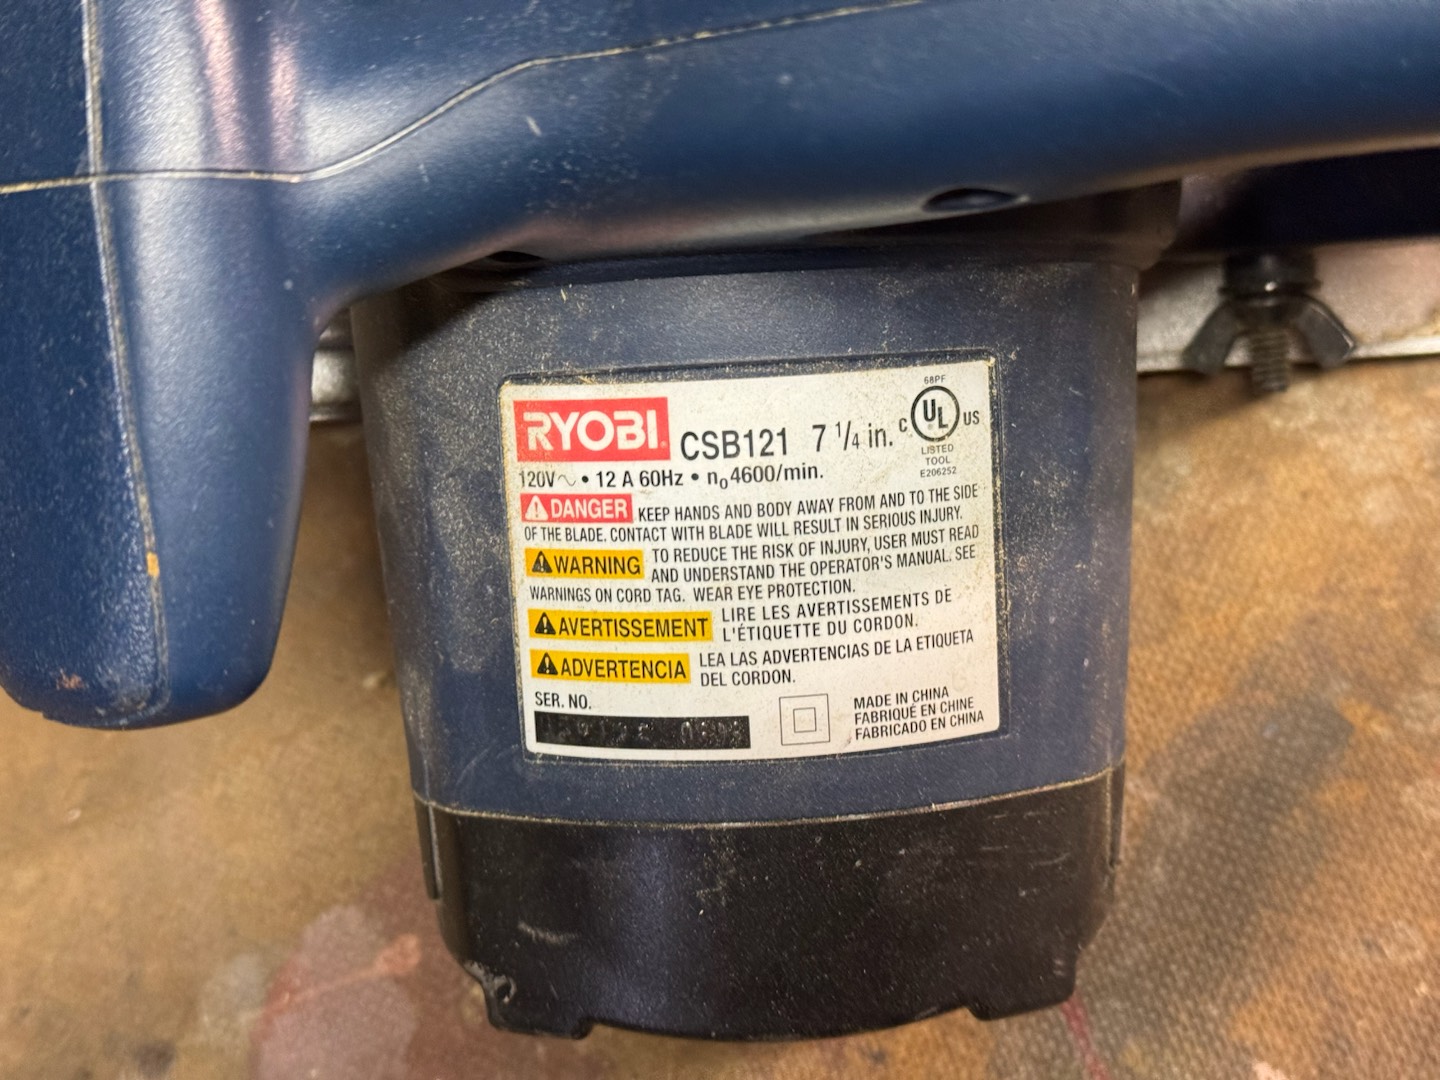 68PF
RYOBI CSB121 7 1/4 in. C UL US
LISTED
TOOL
E206252
120V~ • 12 A 60Hz • no4600/min.
DANGER KEEP HANDS AND BODY AWAY FROM AND TO THE SIDE
OF THE BLADE. CONTACT WITH BLADE WILL RESULT IN SERIOUS INJURY.
WARNING TO REDUCE THE RISK OF INJURY, USER MUST READ
AND UNDERSTAND THE OPERATOR'S MANUAL. SEE
WARNINGS ON CORD TAG. WEAR EYE PROTECTION.
AVERTISSEMENT LIRE LES AVERTISSEMENTS DE
L'ÉTIQUETTE DU CORDON.
ADVERTENCIA LEA LAS ADVERTENCIAS DE LA ETIQUETA
DEL CORDON.
SER. NO.
MADE IN CHINA
FABRIQUÉ EN CHINE
FABRICADO EN CHINA